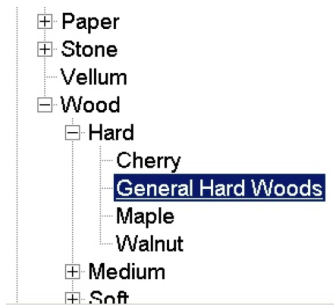 Paper
Stone
Vellum
Wood
Hard
Cherry
General Hard Woods
Maple
Walnut
Medium
Soft